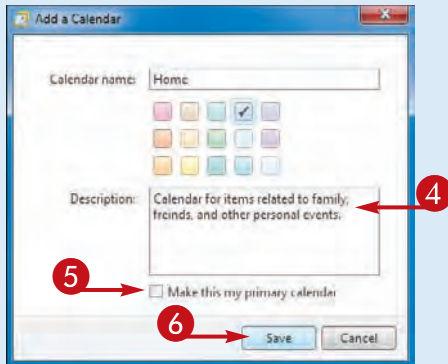 Add a Calendar
Calendar name: Home
Description: Calendar for items related to family,
freinds, and other personal events.
4
5
Make this my primary calendar
6
Save Cancel